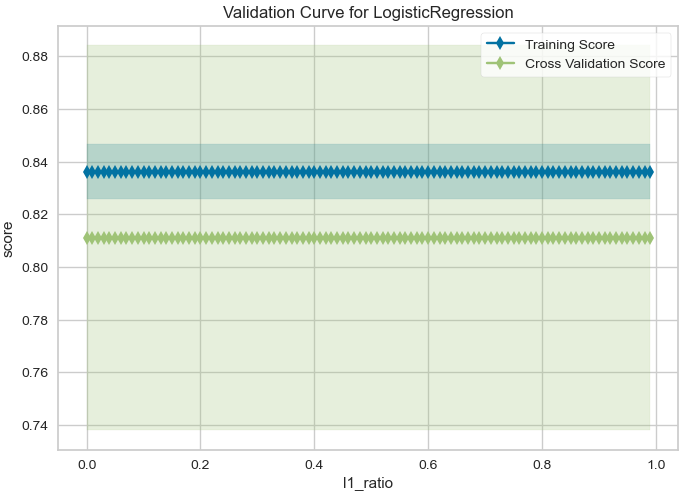 Validation Curve for LogisticRegression
Training Score
Cross Validation Score
0.88
0.86
0.84
0.82
0.80
0.78
0.76
0.74
score
0.0 0.2 0.4 0.6 0.8 1.0
l1_ratio